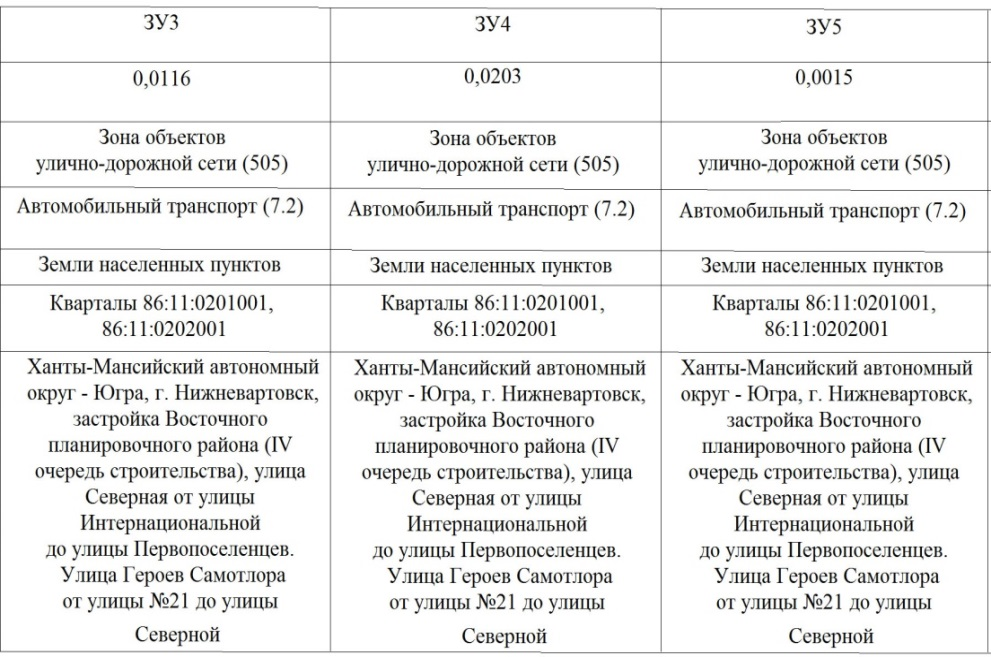 ЗУ3
ЗУ4
ЗУ5
0,0116
0,0203
0,0015
Зона объектов
улично-дорожной сети (505)
Зона объектов
улично-дорожной сети (505)
Зона объектов
улично-дорожной сети (505)
Автомобильный транспорт (7.2)
Автомобильный транспорт (7.2)
Автомобильный транспорт (7.2)
Земли населенных пунктов
Земли населенных пунктов
Земли населенных пунктов
Кварталы 86:11:0201001,
86:11:0202001
Кварталы 86:11:0201001,
86:11:0202001
Кварталы 86:11:0201001,
86:11:0202001
Ханты-Мансийский автономный
округ - Югра, г. Нижневартовск,
застройка Восточного
планировочного района (IV
очередь строительства), улица
Северная от улицы
Интернациональной
до улицы Первопоселенцев.
Улица Героев Самотлора
от улицы №21 до улицы
Северной
Ханты-Мансийский автономный
округ - Югра, г. Нижневартовск,
застройка Восточного
планировочного района (IV
очередь строительства), улица
Северная от улицы
Интернациональной
до улицы Первопоселенцев.
Улица Героев Самотлора
от улицы №21 до улицы
Северной
Ханты-Мансийский автономный
округ - Югра, г. Нижневартовск,
застройка Восточного
планировочного района (IV
очередь строительства), улица
Северная от улицы
Интернациональной
до улицы Первопоселенцев.
Улица Героев Самотлора
от улицы №21 до улицы
Северной